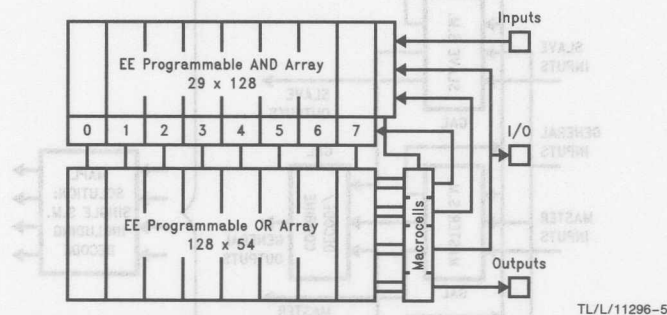 Inputs
EE Programmable AND Array
29 x 128
0 1 2 3 4 5 6 7
I/O
EE Programmable OR Array
128 x 54
Macrocells
Outputs
TL/L/11296–5